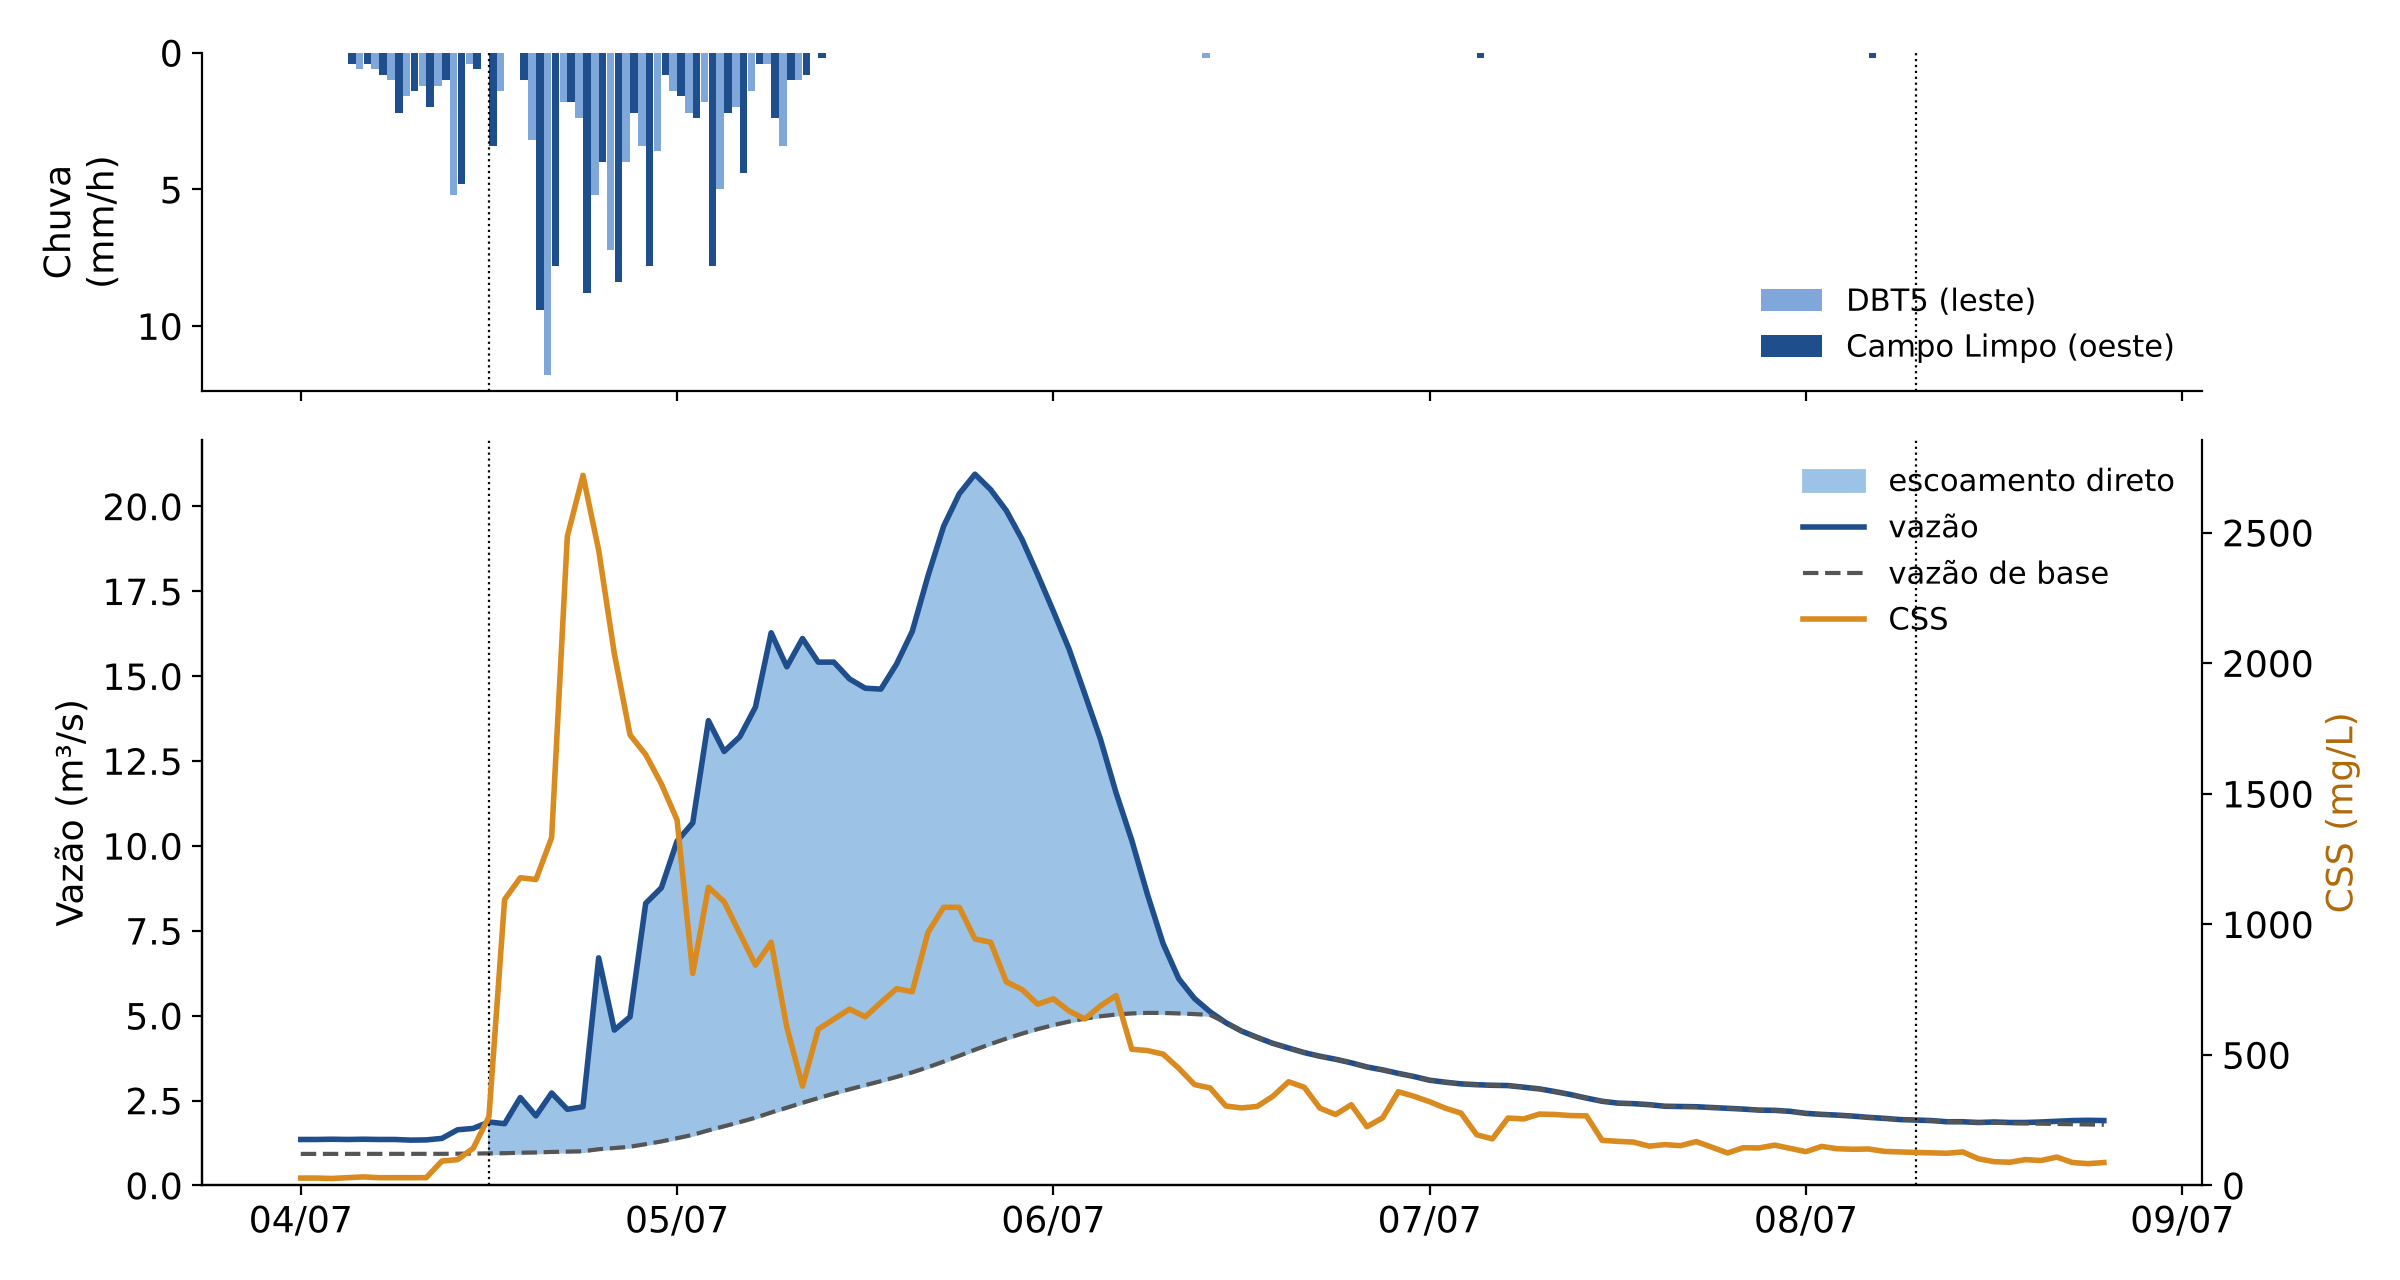 Chuva
(mm/h)
0
5
10
DBT5 (leste)
Campo Limpo (oeste)
Vazão (m³/s)
20.0
17.5
15.0
12.5
10.0
7.5
5.0
2.5
0.0
escoamento direto
vazão
vazão de base
CSS
2500
2000
1500
1000
500
0
CSS (mg/L)
04/07
05/07
06/07
07/07
08/07
09/07